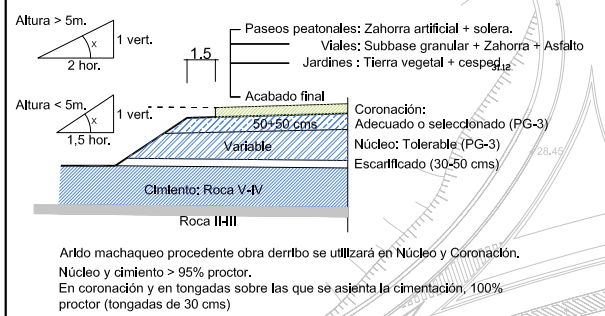 Altura > 5m.
x
1 vert.
2 hor.
Altura < 5m.
x
1 vert.
1,5 hor.
1.5
Paseos peatonales: Zahorra artificial + solera.
Viales: Subbase granular + Zahorra + Asfalto
Jardines : Tierra vegetal + cesped
31.12
Acabado final
50+50 cms
Variable
Cimiento: Roca V-IV
Roca II-III
Coronación:
Adecuado o seleccionado (PG-3)
Núcleo: Tolerable (PG-3)
Escarificado (30-50 cms)
28.45
Arido machaqueo procedente obra derribo se utilizará en Núcleo y Coronación.
Núcleo y cimiento > 95% proctor.
En coronación y en tongadas sobre las que se asienta la cimentación, 100%
proctor (tongadas de 30 cms)